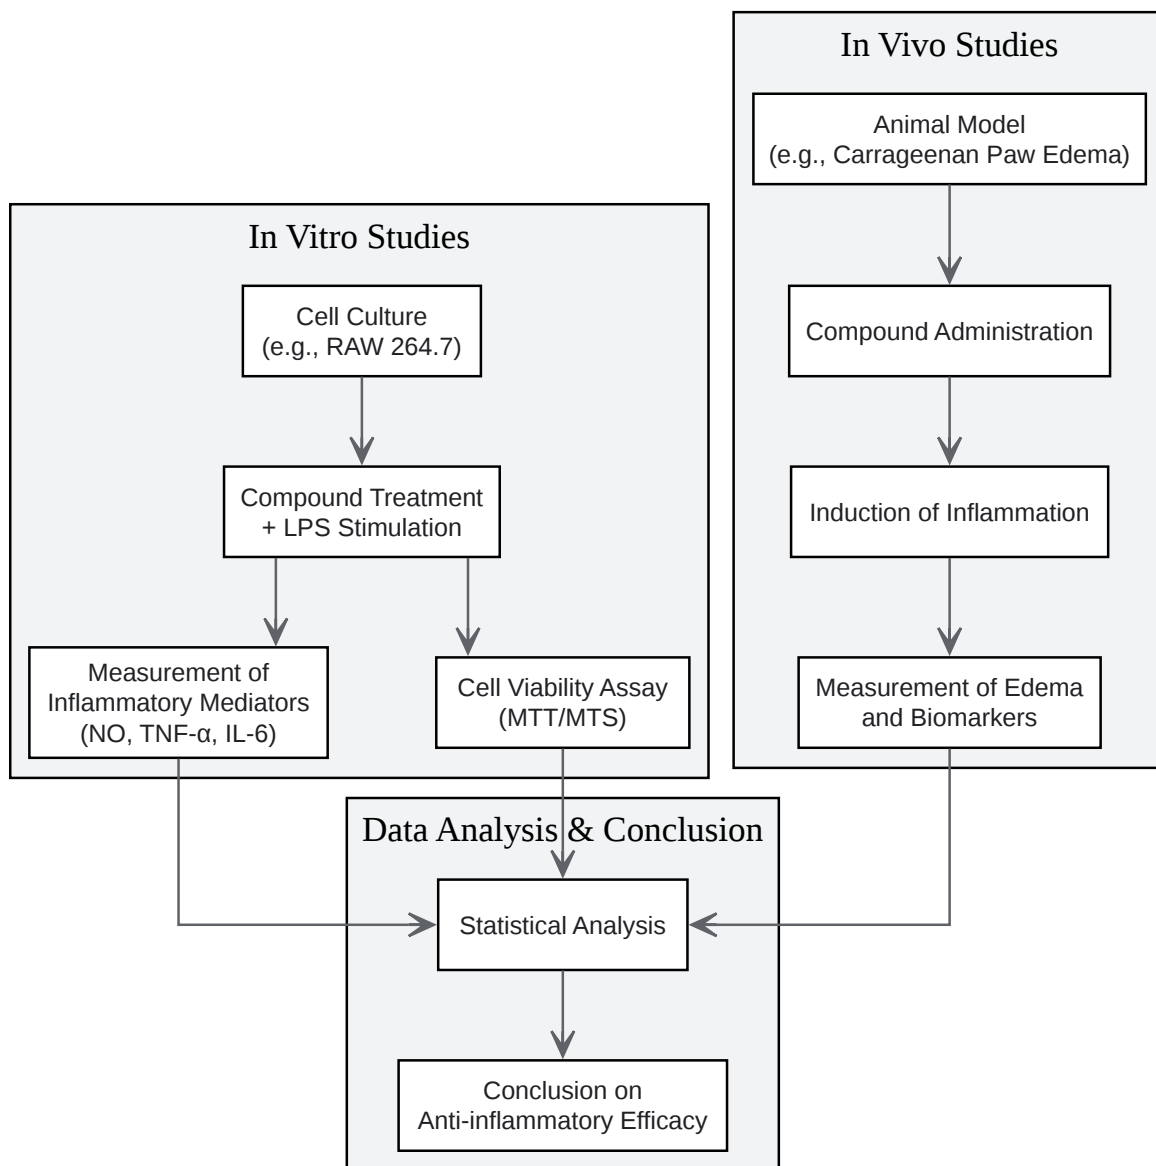 In Vitro Studies
Cell Culture
(e.g., RAW 264.7)
Compound Treatment
+ LPS Stimulation
Measurement of
Inflammatory Mediators
(NO, TNF-α, IL-6)
Cell Viability Assay
(MTT/MTS)
In Vivo Studies
Animal Model
(e.g., Carrageenan Paw Edema)
Compound Administration
Induction of Inflammation
Measurement of Edema
and Biomarkers
Data Analysis & Conclusion
Statistical Analysis
Conclusion on
Anti-inflammatory Efficacy